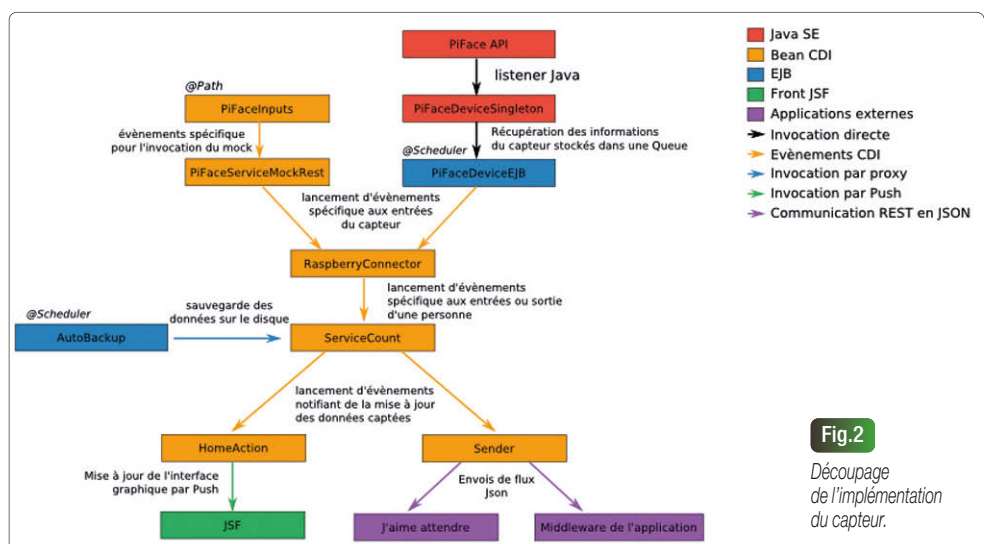 PiFace API
listener Java
@Path
PiFaceInputs
PiFaceDeviceSingleton
évènements spécifique
pour l'invocation du mock
Récupération des informations
du capteur stockés dans une Queue
@Scheduler
PiFaceServiceMockRest
PiFaceDeviceEJB
lancement d'évènements
spécifique aux entrées
du capteur
RaspberryConnector
lancement d'évènements
spécifique aux entrées ou sortie
d'une personne
@Scheduler
sauvegarde des
données sur le disque
AutoBackup
ServiceCount
lancement d'évènements
notifiant de la mise à jour
des données captées
HomeAction
Sender
Mise à jour de l'interface
graphique par Push
Envois de flux
Json
JSF
J'aime attendre
Middleware de l'application
Java SE
Bean CDI
EJB
Front JSF
Applications externes
Invocation directe
Evènements CDI
Invocation par proxy
Invocation par Push
Communication REST en JSON
Fig.2
Découpage
de l'implémentation
du capteur.